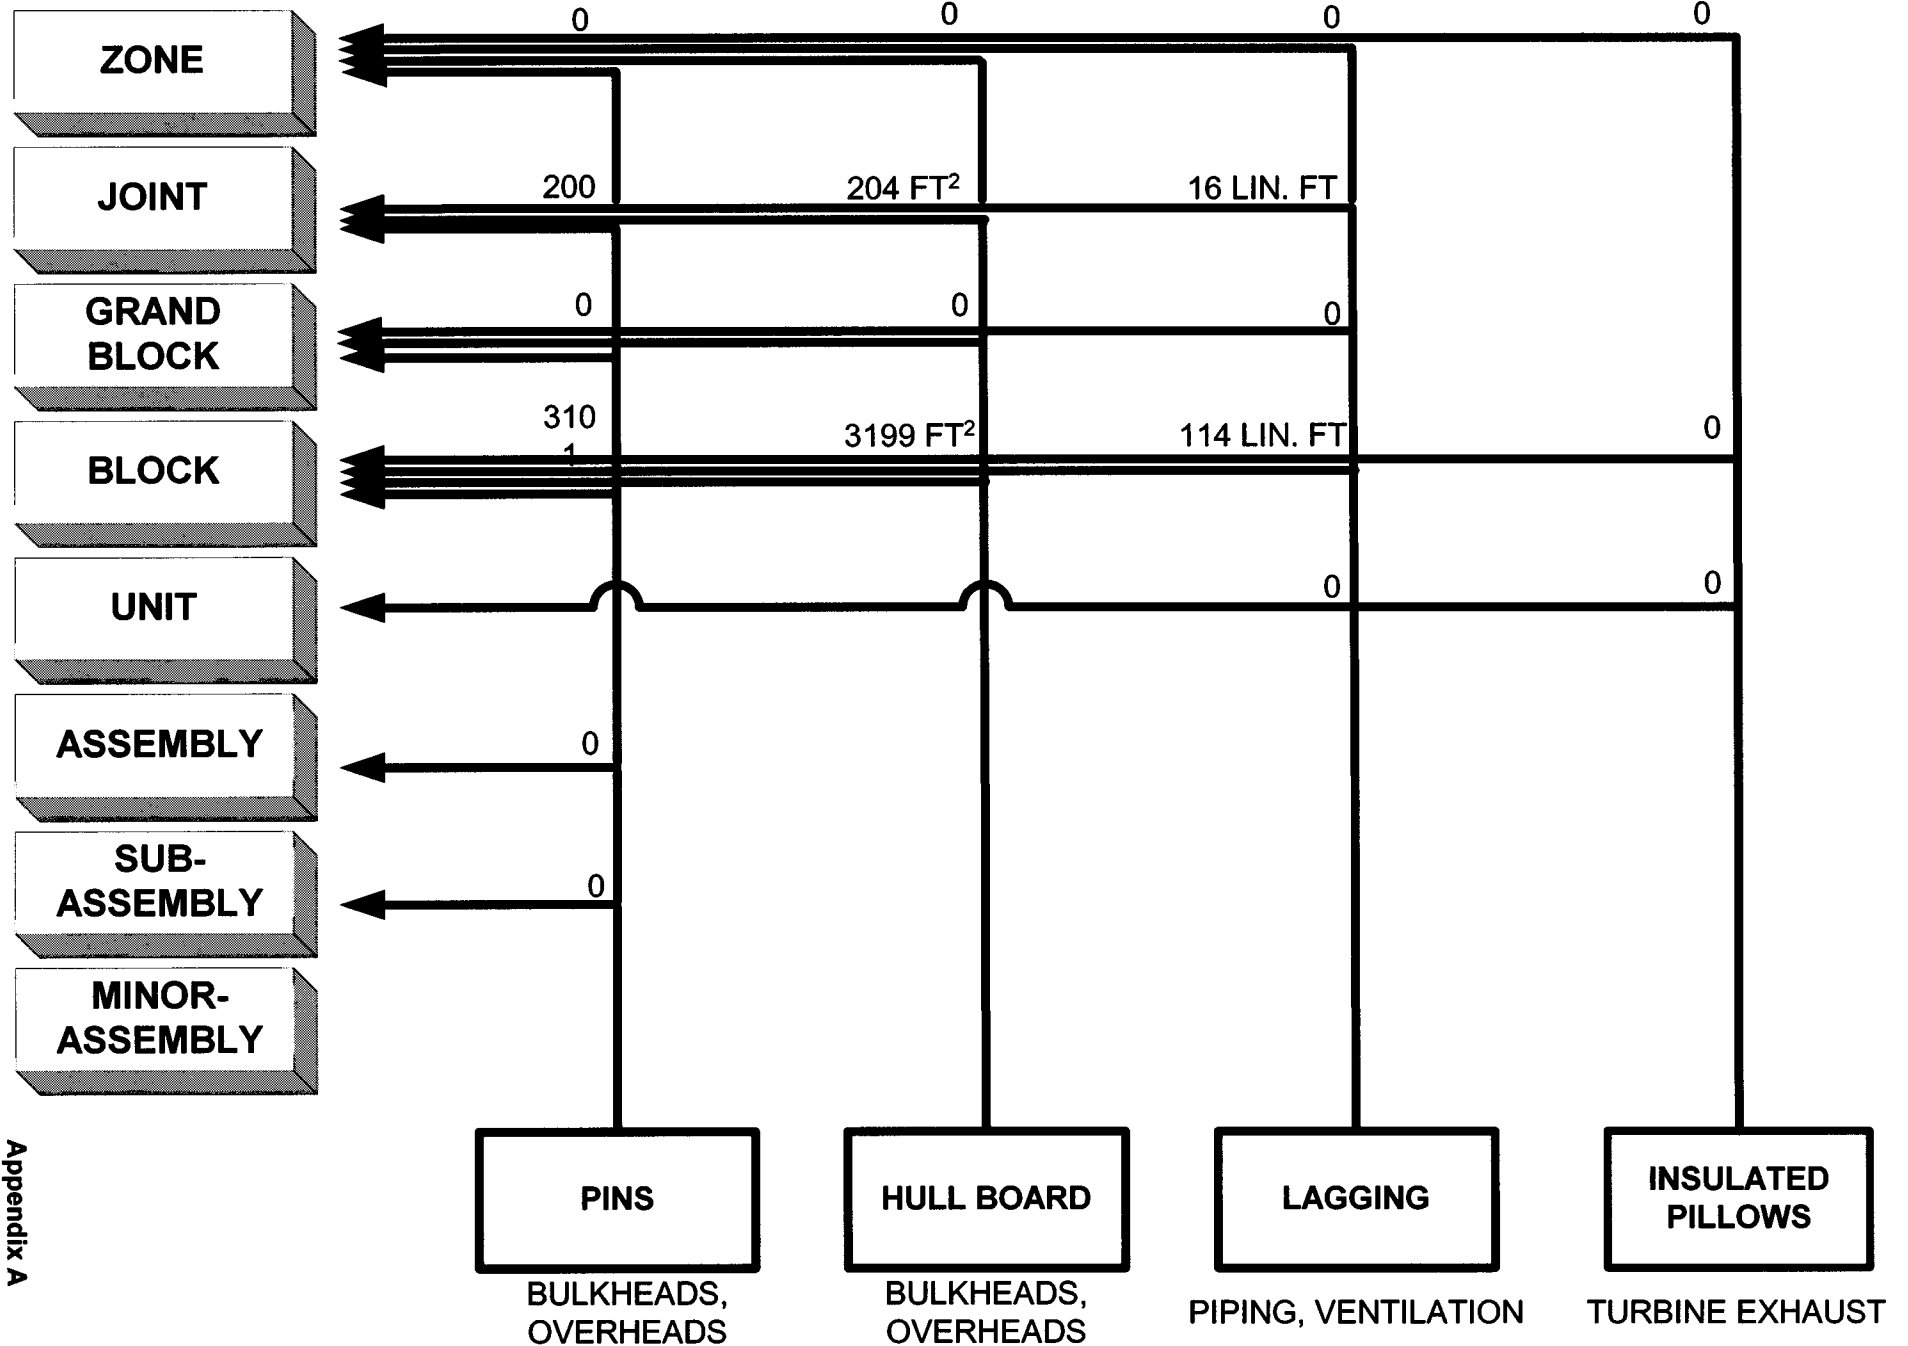 0 0 0 0
ZONE
JOINT
200 204 FT² 16 LIN. FT
GRAND
BLOCK
0 0 0
BLOCK
310
1
3199 FT² 114 LIN. FT 0
UNIT
0 0
ASSEMBLY
0
SUB-
ASSEMBLY
0
MINOR-
ASSEMBLY
PINS
BULKHEADS,
OVERHEADS
HULL BOARD
BULKHEADS,
OVERHEADS
LAGGING
PIPING, VENTILATION
INSULATED
PILLOWS
TURBINE EXHAUST
Appendix A